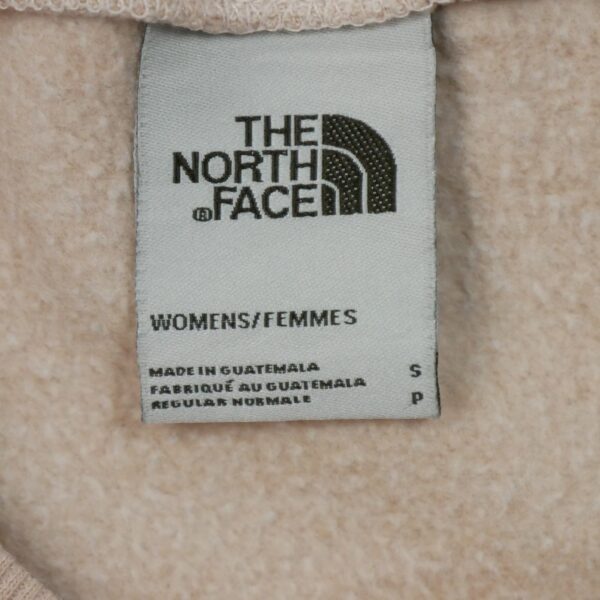 THE
NORTH
® FACE
WOMENS/FEMMES
MADE IN GUATEMALA S
FABRIQUÉ AU GUATEMALA
REGULAR NORMALE P